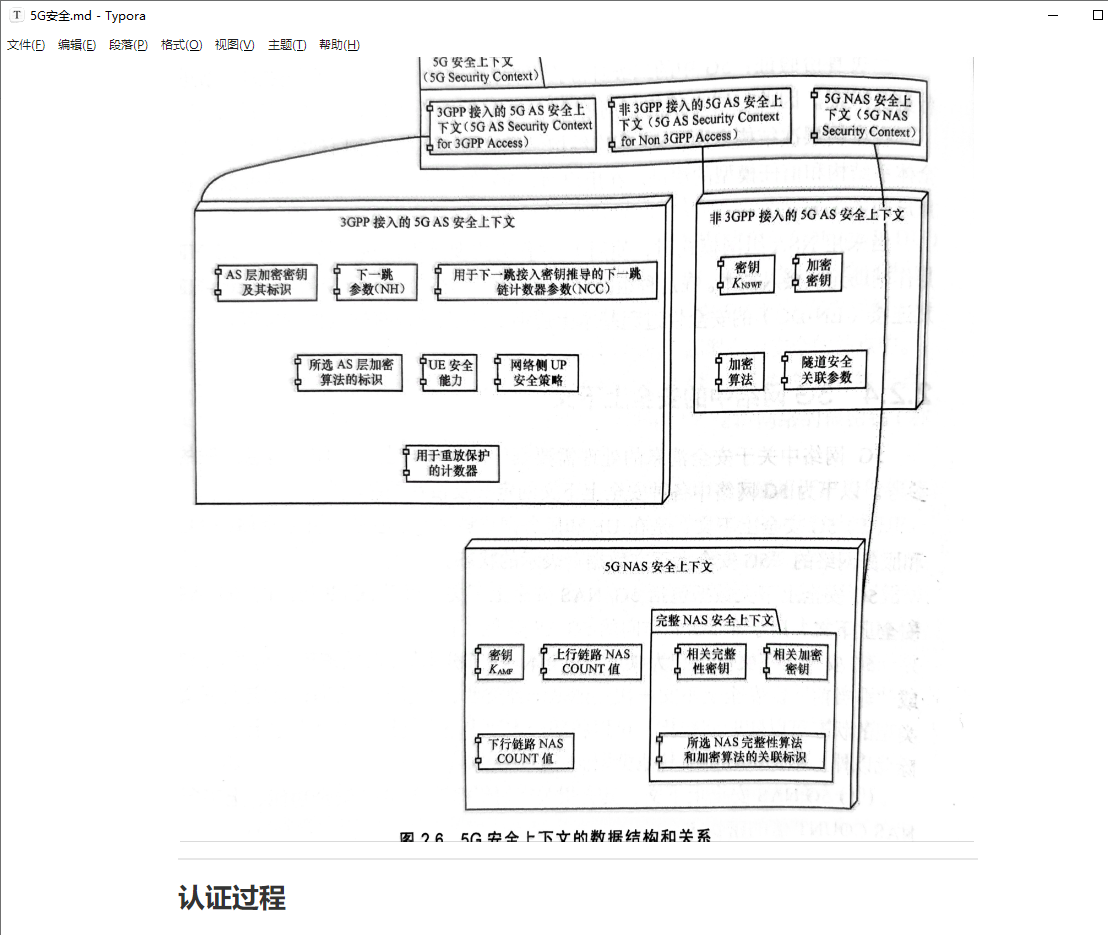 5G安全.md - Typora
文件(F) 编辑(E) 段落(P) 格式(O) 视图(V) 主题(T) 帮助(H)
5G 安全上下文
(5G Security Context)
3GPP 接入的 5G AS 安全上
下文(5G AS Security Context
for 3GPP Access)
非 3GPP 接入的5G AS 安全上
下文(5G AS Security Context
for Non 3GPP Access)
5G NAS 安全上
下文(5G NAS
Security Context)
3GPP 接入的 5G AS 安全上下文
AS 层加密密钥
及其标识
下一跳
参数(NH)
用于下一跳接入密钥推导的下一跳
链计数器参数(NCC)
所选 AS 层加密
算法的标识
UE 安全
能力
网络侧 UP
安全策略
用于重放保护
的计数器
非 3GPP 接入的 5G AS 安全上下文
密钥
KN3WF
加密
密钥
加密
算法
隧道安全
关联参数
5G NAS 安全上下文
密钥
KAMF
上行链路 NAS
COUNT 值
下行链路 NAS
COUNT 值
完整 NAS 安全上下文
相关完整
性密钥
相关加密
密钥
所选 NAS 完整性算法
和加密算法的关联标识
图 2.6 5G 安全上下文的数据结构和关系
认证过程